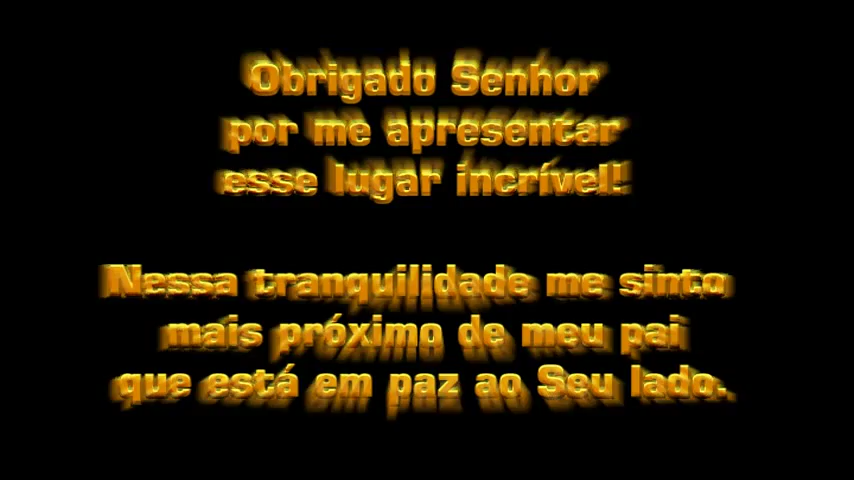 Obrigado Senhor
por me apresentar
esse lugar incrível!
Nessa tranquilidade me sinto
mais próximo de meu pai
que está em paz ao Seu lado.